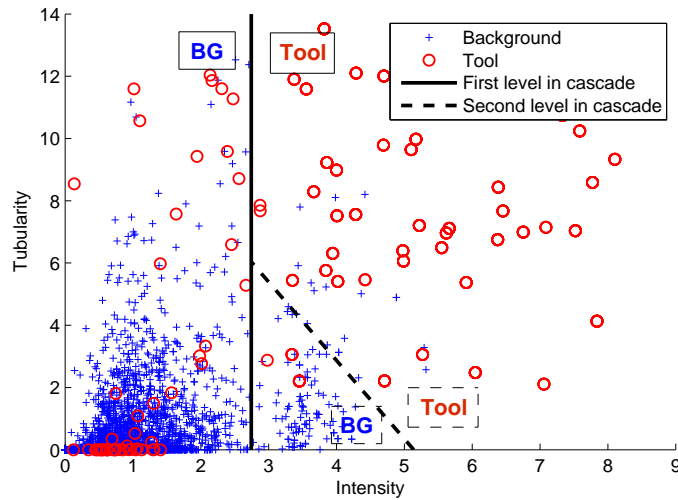 14
12
10
8
6
4
2
0
Tubularity
BG
Tool
Background
Tool
First level in cascade
Second level in cascade
BG
Tool
0 1 2 3 4 5 6 7 8 9
Intensity